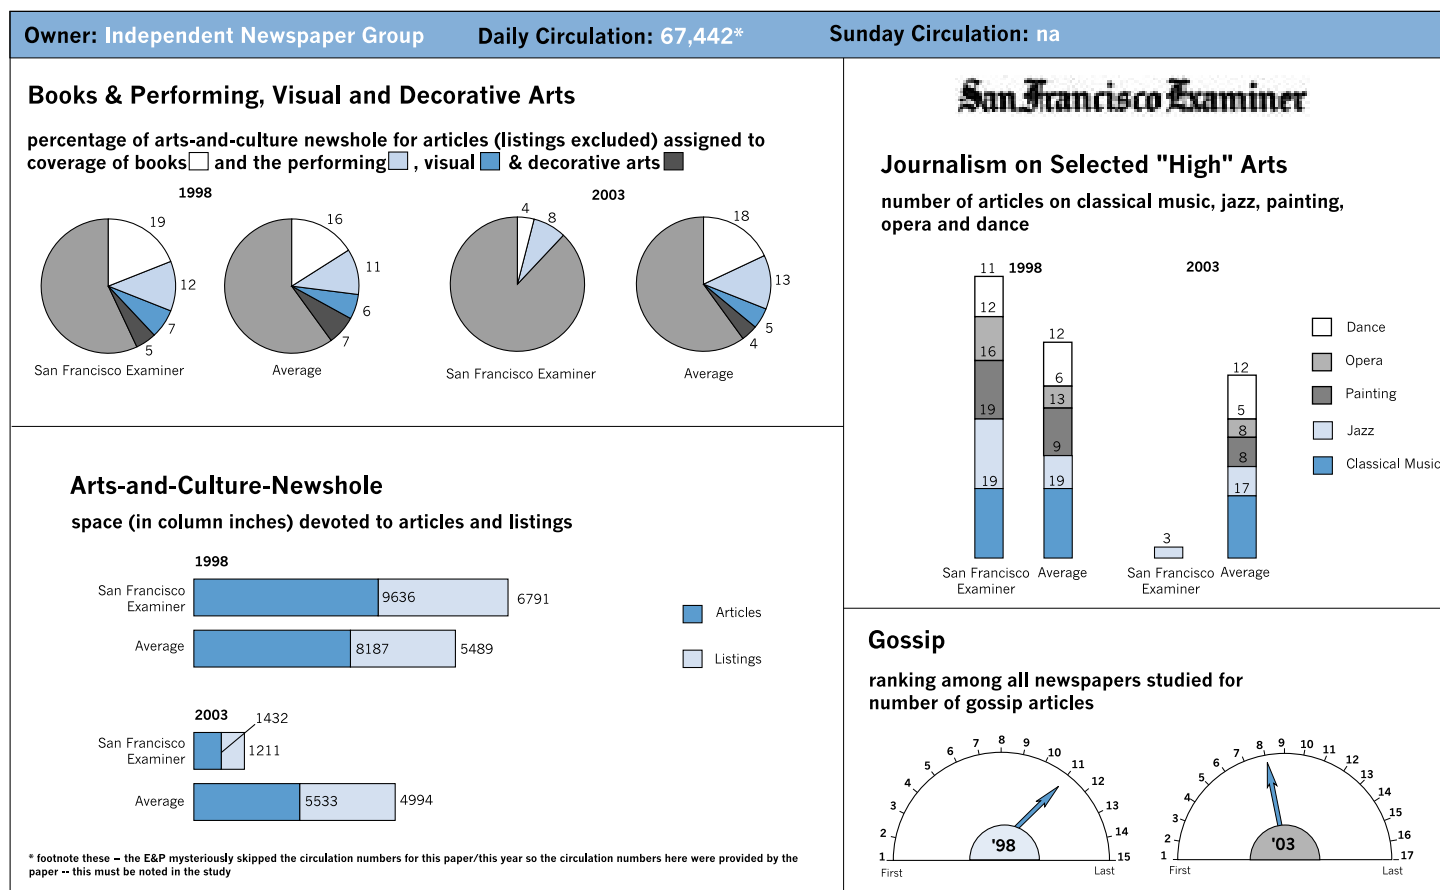 Owner: Independent Newspaper Group Daily Circulation: 67,442* Sunday Circulation: na
Books & Performing, Visual and Decorative Arts
percentage of arts-and-culture newshole for articles (listings excluded) assigned to
coverage of books and the performing , visual & decorative arts
1998
2003
19
12
7
5
San Francisco Examiner
16
11
6
7
Average
4
8
San Francisco Examiner
18
13
5
4
Average
San Francisco Examiner
Journalism on Selected "High" Arts
number of articles on classical music, jazz, painting,
opera and dance
1998
2003
11
12
16
19
19
San Francisco
Examiner
12
6
13
9
19
Average
3
San Francisco
Examiner
12
5
8
8
17
Average
Dance
Opera
Painting
Jazz
Classical Music
Arts-and-Culture-Newshole
space (in column inches) devoted to articles and listings
1998
San Francisco
Examiner
9636
6791
Average
8187
5489
Articles
Listings
2003
1432
San Francisco
Examiner
1211
Average
5533
4994
* footnote these – the E&P mysteriously skipped the circulation numbers for this paper/this year so the circulation numbers here were provided by the
paper -- this must be noted in the study
Gossip
ranking among all newspapers studied for
number of gossip articles
1 2 3 4 5 6 7 8 9 10 11 12 13 14 15
'98
First Last
1 2 3 4 5 6 7 8 9 10 11 12 13 14 15 16 17
'03
First Last